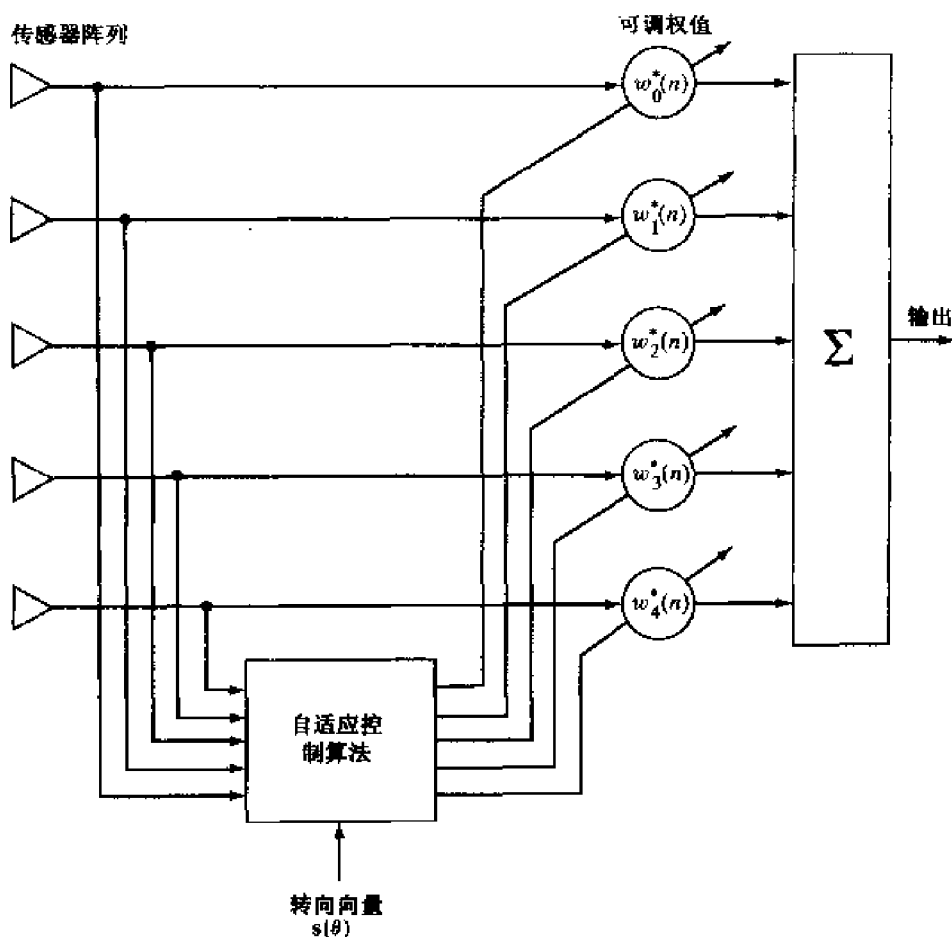 传感器阵列
可调权值
w*0(n)
w*1(n)
w*2(n)
w*3(n)
w*4(n)
Σ
输出
自适应控
制算法
转向向量
s(θ)